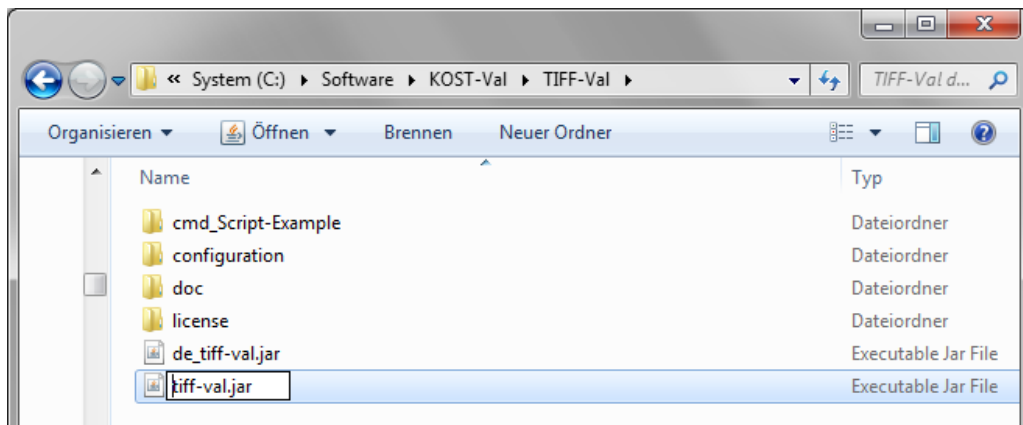 « System (C:) ▸ Software ▸ KOST-Val ▸ TIFF-Val ▸ TIFF-Val d...
Organisieren Öffnen Brennen Neuer Ordner
Name Typ
cmd_Script-Example Dateiordner
configuration Dateiordner
doc Dateiordner
license Dateiordner
de_tiff-val.jar Executable Jar File
tiff-val.jar Executable Jar File